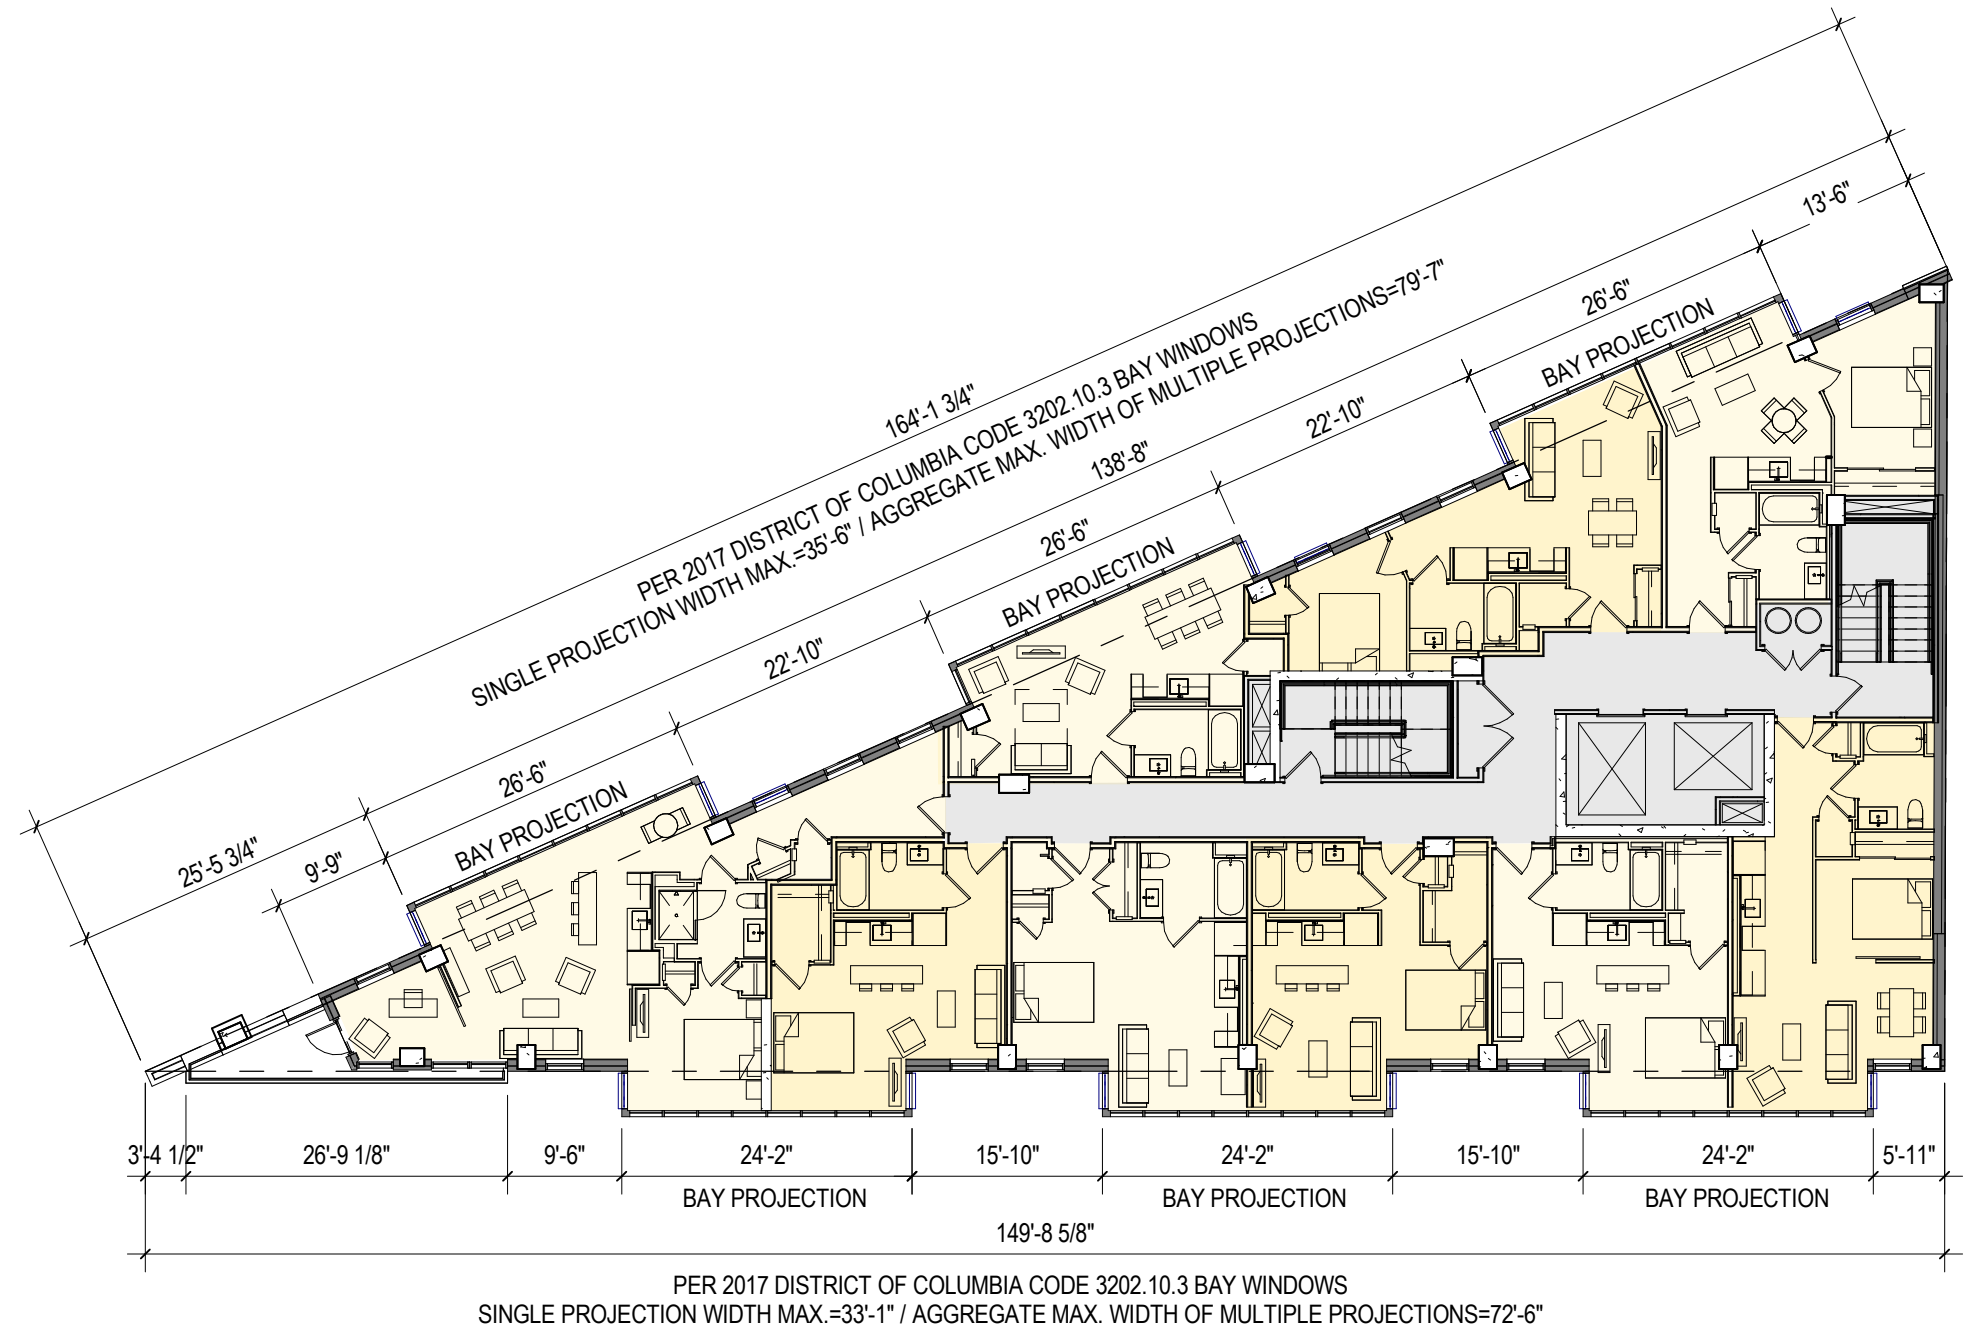 13'-6"
26'-6"
BAY PROJECTION
164'-1 3/4"
PER 2017 DISTRICT OF COLUMBIA CODE 3202.10.3 BAY WINDOWS
SINGLE PROJECTION WIDTH MAX.=35'-6" / AGGREGATE MAX. WIDTH OF MULTIPLE PROJECTIONS=79'-7"
22'-10"
138'-8"
26'-6"
BAY PROJECTION
22'-10"
26'-6"
BAY PROJECTION
25'-5 3/4"
9'-9"
3'-4 1/2"
26'-9 1/8"
9'-6"
24'-2"
15'-10"
24'-2"
15'-10"
24'-2"
5'-11"
BAY PROJECTION
BAY PROJECTION
BAY PROJECTION
149'-8 5/8"
PER 2017 DISTRICT OF COLUMBIA CODE 3202.10.3 BAY WINDOWS
SINGLE PROJECTION WIDTH MAX.=33'-1" / AGGREGATE MAX. WIDTH OF MULTIPLE PROJECTIONS=72'-6"